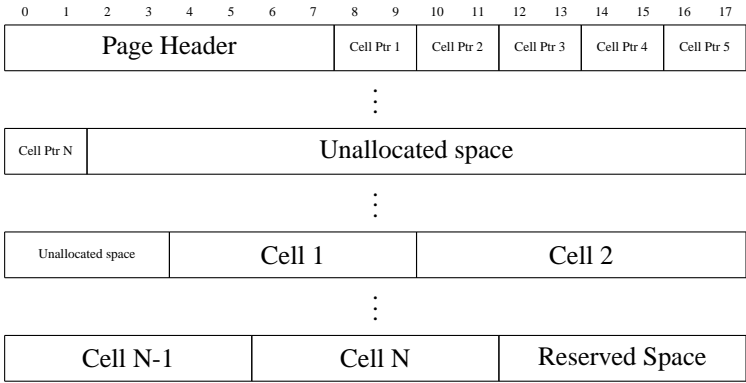 0 1 2 3 4 5 6 7 8 9 10 11 12 13 14 15 16 17
Page Header Cell Ptr 1 Cell Ptr 2 Cell Ptr 3 Cell Ptr 4 Cell Ptr 5
Cell Ptr N Unallocated space
Unallocated space Cell 1 Cell 2
Cell N-1 Cell N Reserved Space